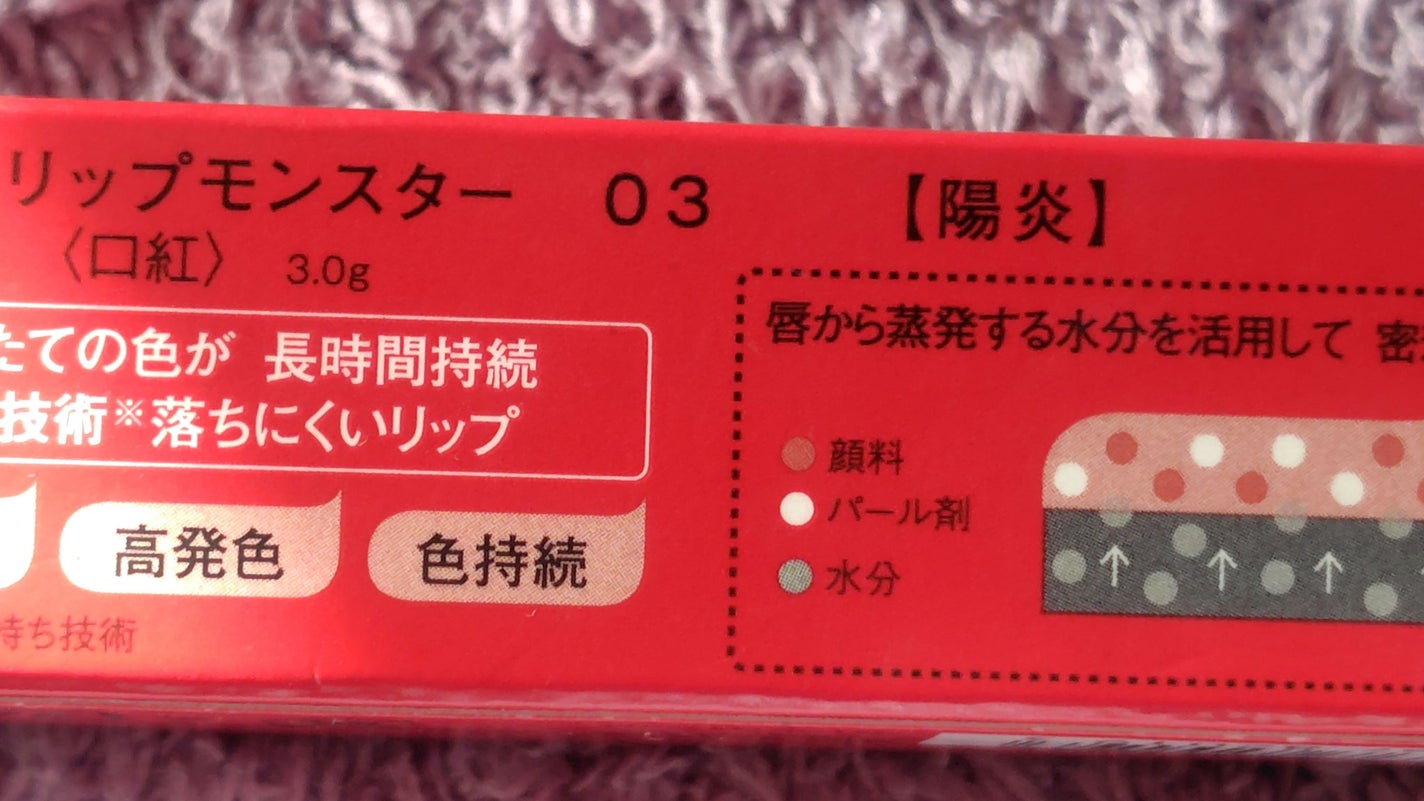 リップモンスター 03 【陽炎】
〈口紅〉 3.0g
たての色が 長時間持続
技術※落ちにくいリップ
高発色
色持続
持ち技術
唇から蒸発する水分を活用して 密
顔料
パール剤
水分